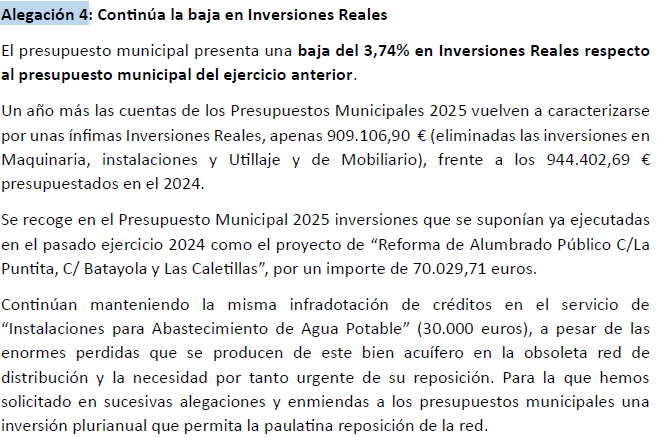 Alegación 4: Continúa la baja en Inversiones Reales
El presupuesto municipal presenta una baja del 3,74% en Inversiones Reales respecto
al presupuesto municipal del ejercicio anterior.
Un año más las cuentas de los Presupuestos Municipales 2025 vuelven a caracterizarse
por unas ínfimas Inversiones Reales, apenas 909.106,90 € (eliminadas las inversiones en
Maquinaria, instalaciones y Utillaje y de Mobiliario), frente a los 944.402,69 €
presupuestados en el 2024.
Se recoge en el Presupuesto Municipal 2025 inversiones que se suponían ya ejecutadas
en el pasado ejercicio 2024 como el proyecto de “Reforma de Alumbrado Público C/La
Puntita, C/ Batayola y Las Caletillas”, por un importe de 70.029,71 euros.
Continúan manteniendo la misma infradotación de créditos en el servicio de
“Instalaciones para Abastecimiento de Agua Potable” (30.000 euros), a pesar de las
enormes perdidas que se producen de este bien acuífero en la obsoleta red de
distribución y la necesidad por tanto urgente de su reposición. Para la que hemos
solicitado en sucesivas alegaciones y enmiendas a los presupuestos municipales una
inversión plurianual que permita la paulatina reposición de la red.